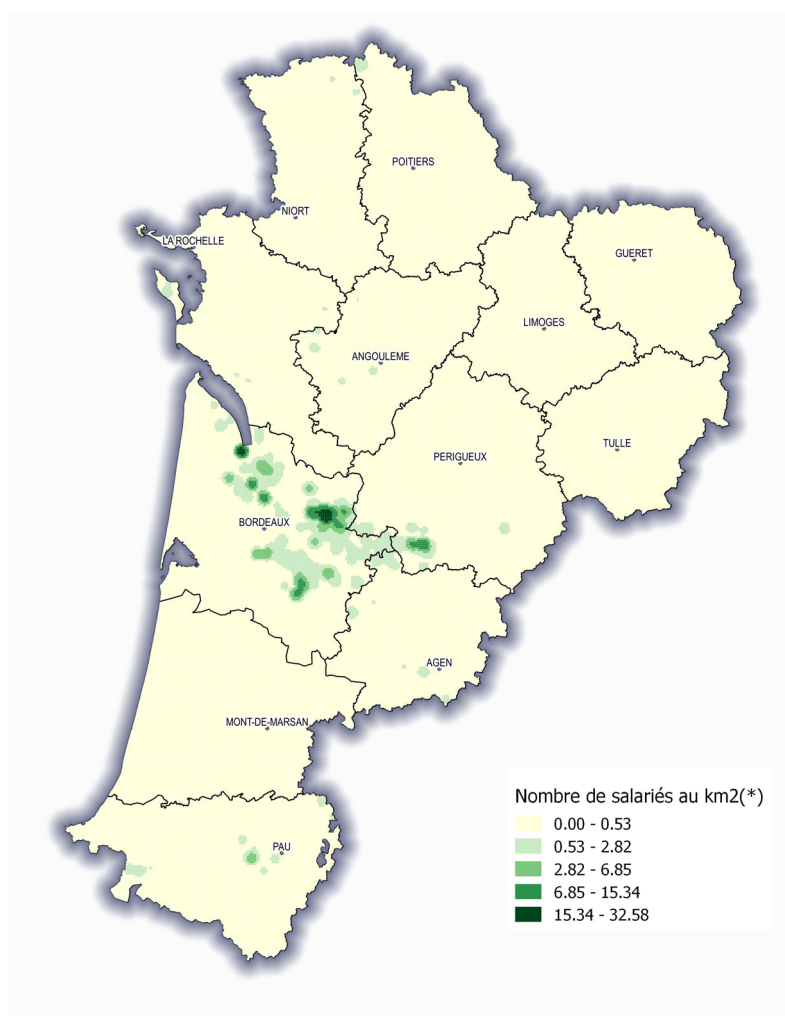 POITIERS
NIORT
LA ROCHELLE
GUERET
LIMOGES
ANGOULEME
TULLE
PERIGUEUX
BORDEAUX
AGEN
MONT-DE-MARSAN
PAU
Nombre de salariés au km2(*)
0.00 - 0.53
0.53 - 2.82
2.82 - 6.85
6.85 - 15.34
15.34 - 32.58